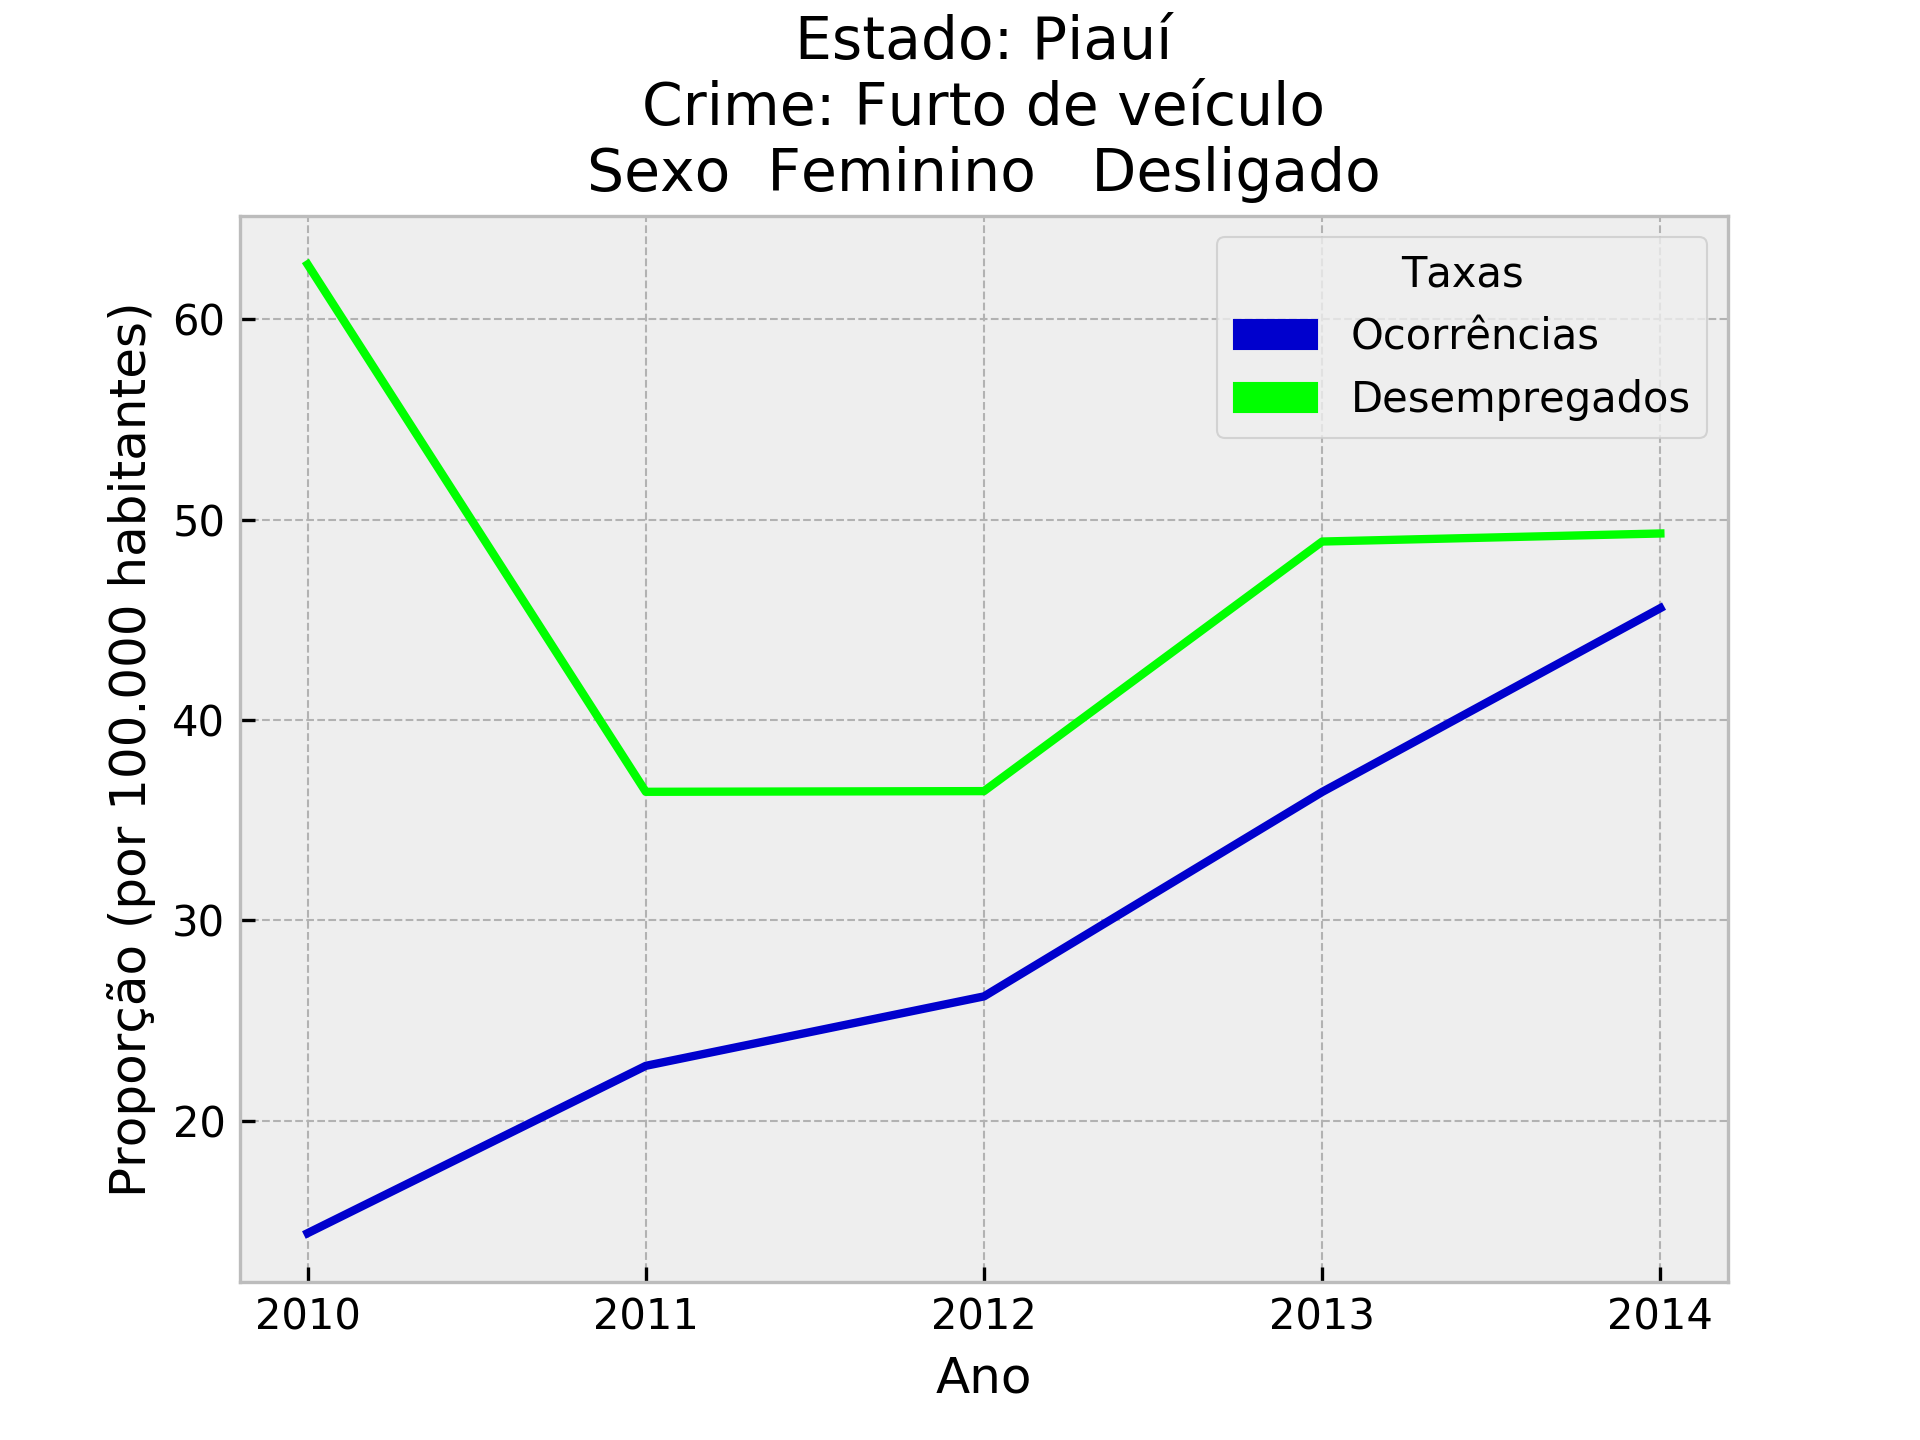 Estado: Piauí
Crime: Furto de veículo
Sexo  Feminino   Desligado
Taxas
Ocorrências
Desempregados
Proporção (por 100.000 habitantes)
60
50
40
30
20
2010 2011 2012 2013 2014
Ano